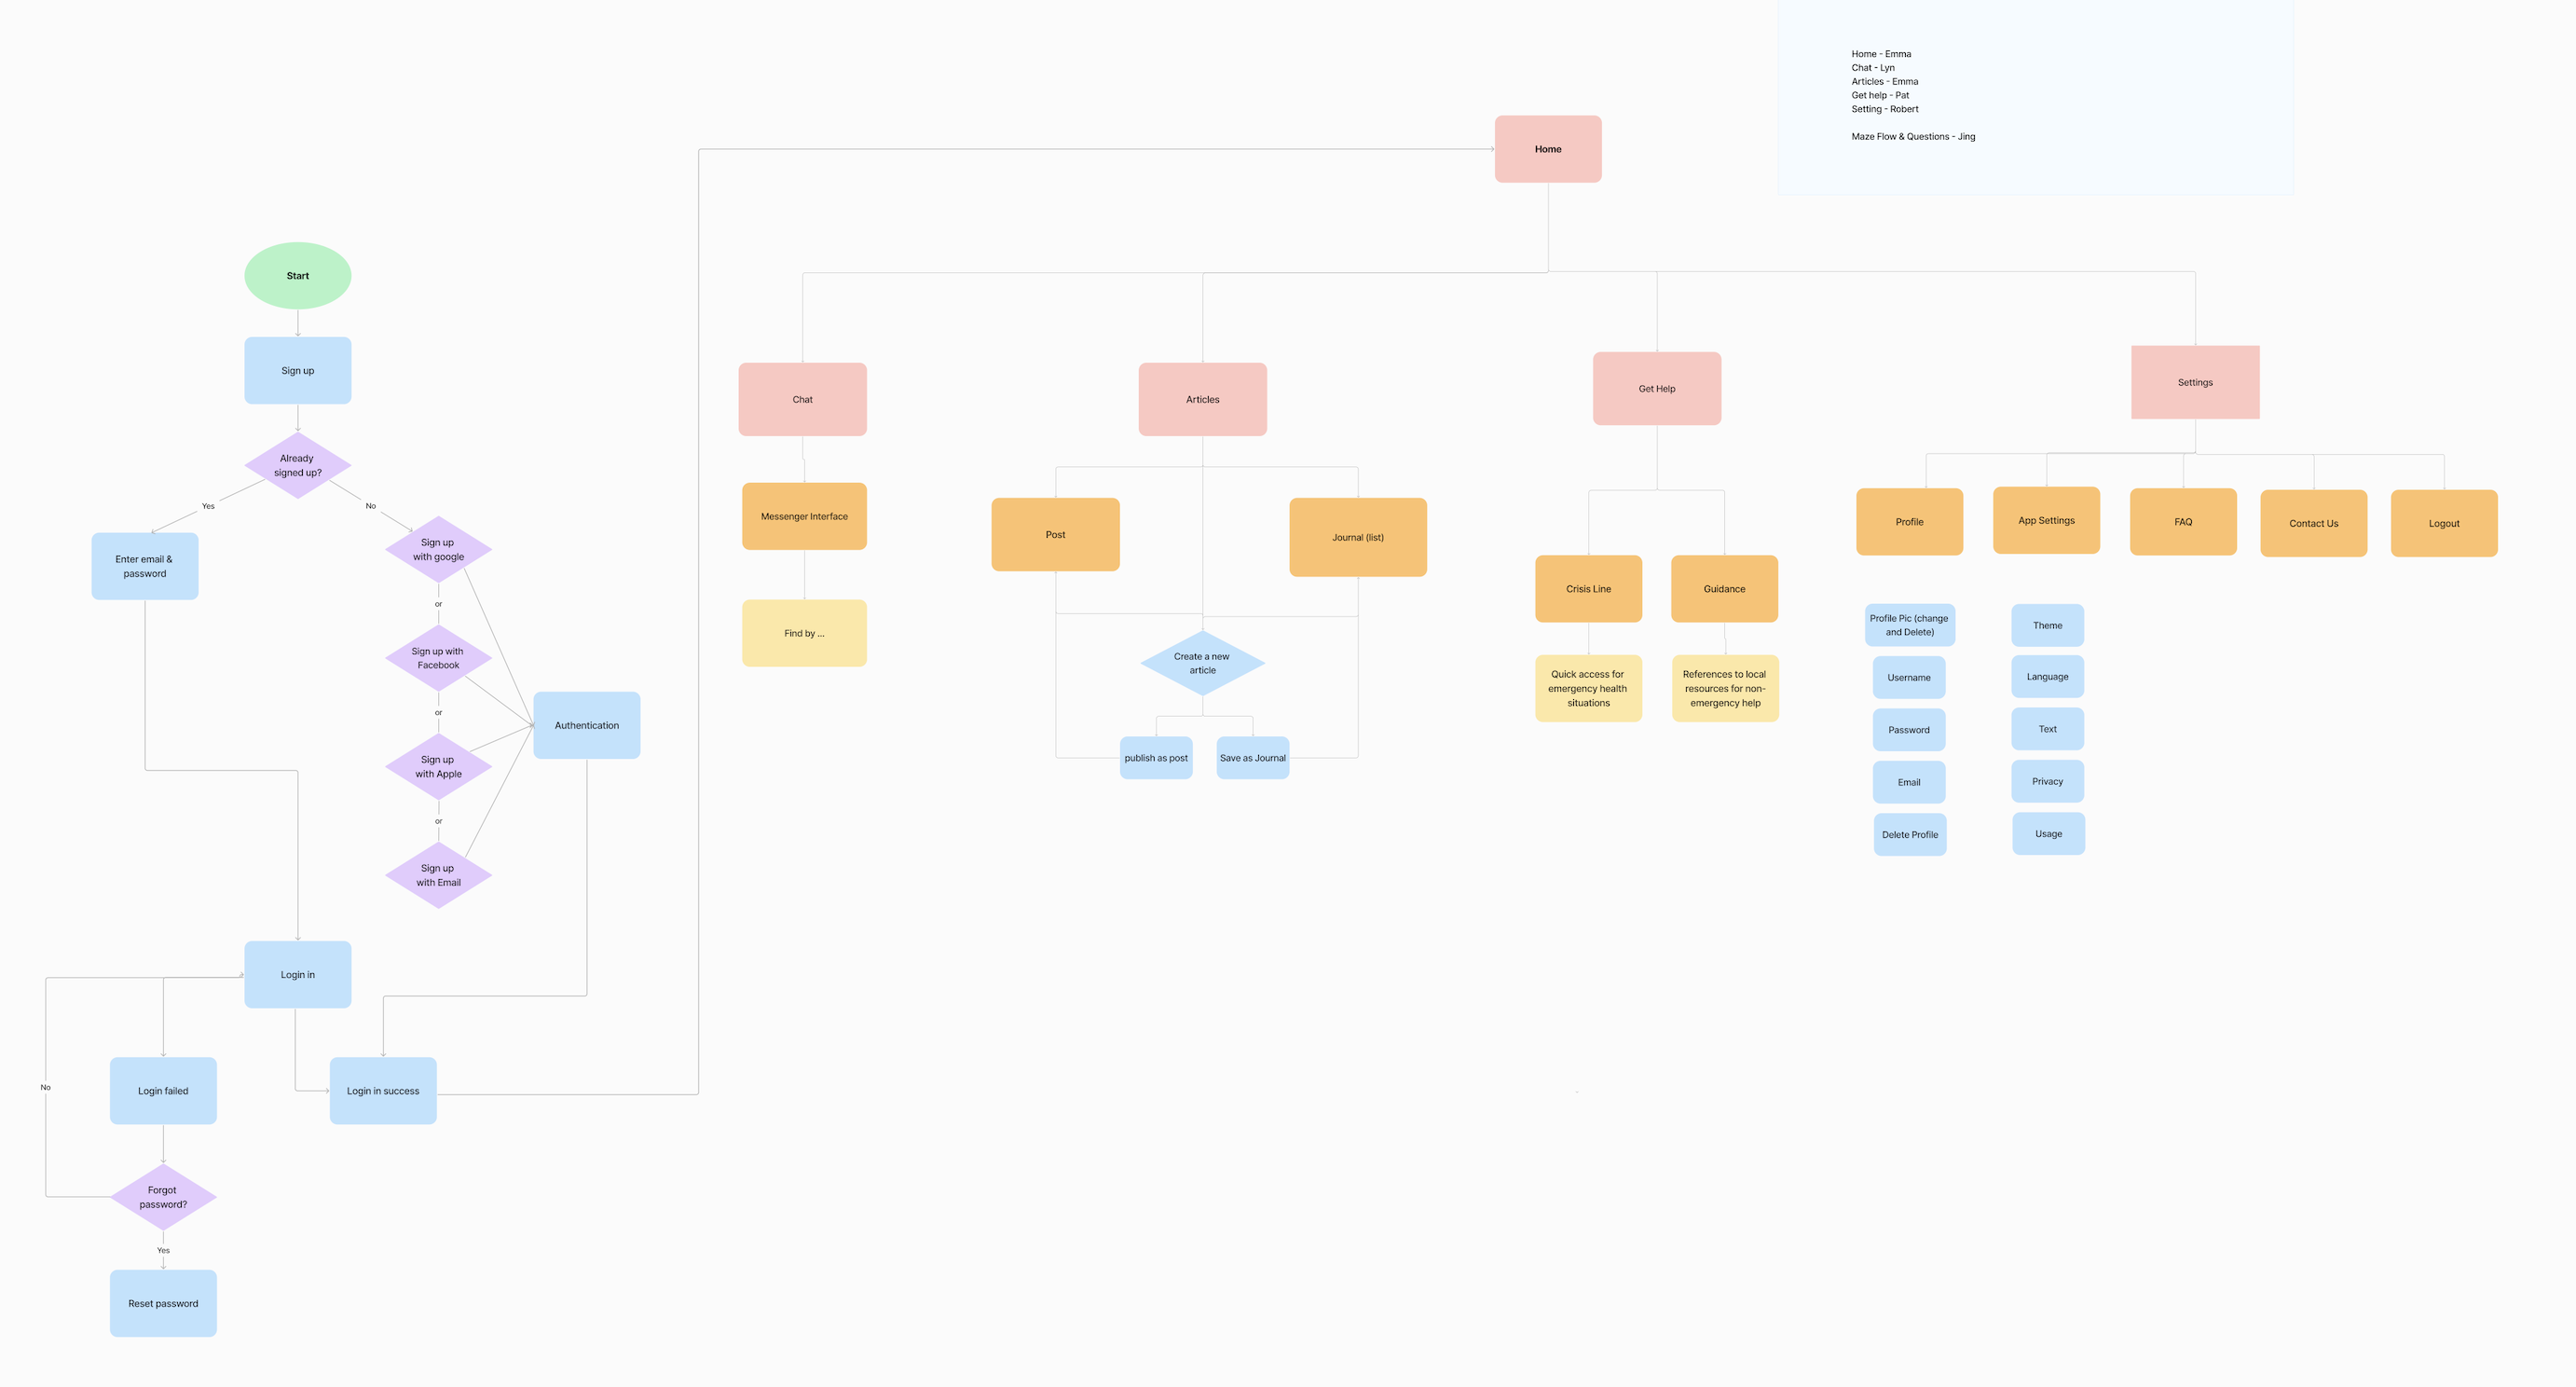 Home - Emma
Chat - Lyn
Articles - Emma
Get help - Pat
Setting - Robert
Maze Flow & Questions - Jing
Home
Start
Sign up
Already
signed up?
Yes
No
Enter email &
password
Sign up
with google
or
Sign up with
Facebook
or
Sign up
with Apple
or
Sign up
with Email
Authentication
Login in
Login failed
Login in success
No
Forgot
password?
Yes
Reset password
Chat
Messenger Interface
Find by ...
Articles
Post
Journal (list)
Create a new
article
publish as post
Save as Journal
Get Help
Crisis Line
Guidance
Quick access for
emergency health
situations
References to local
resources for non-
emergency help
Settings
Profile
App Settings
FAQ
Contact Us
Logout
Profile Pic (change
and Delete)
Username
Password
Email
Delete Profile
Theme
Language
Text
Privacy
Usage